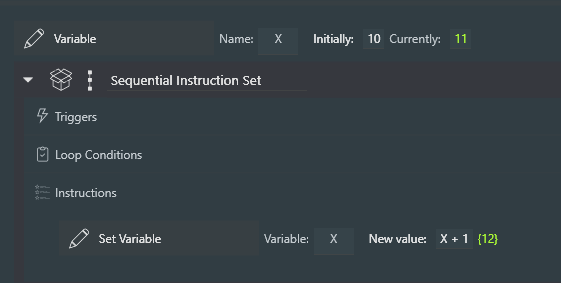 Variable Name: X Initially: 10 Currently: 11
Sequential Instruction Set
Triggers
Loop Conditions
Instructions
Set Variable Variable: X New value: X + 1 {12}